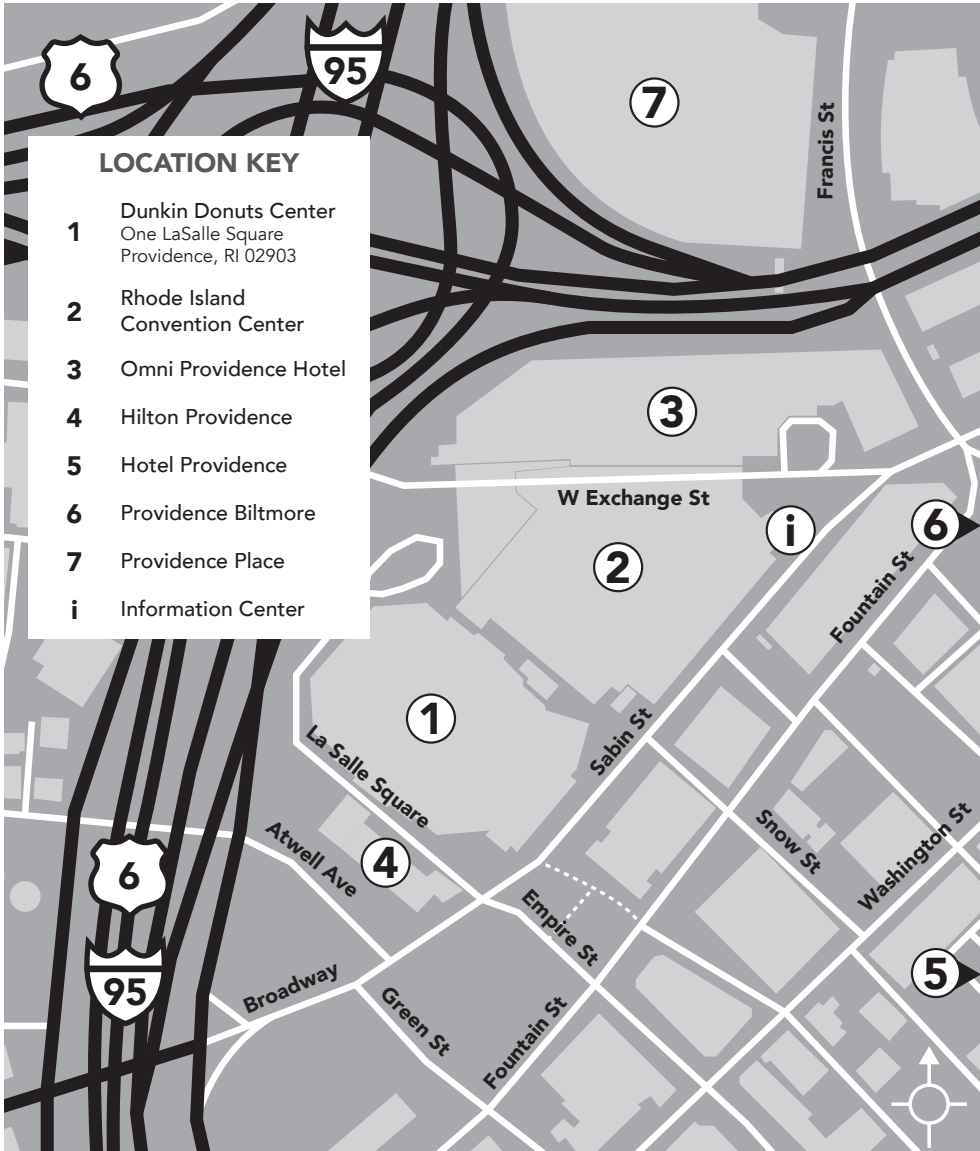 6
95
7
Francis St
LOCATION KEY
1 Dunkin Donuts Center
One LaSalle Square
Providence, RI 02903
2 Rhode Island
Convention Center
3 Omni Providence Hotel
4 Hilton Providence
5 Hotel Providence
6 Providence Biltmore
7 Providence Place
i Information Center
3
W Exchange St
i
6
2
Fountain St
1
Sabin St
La Salle Square
Atwell Ave
4
Snow St
Washington St
6
Empire St
95
5
Broadway
Green St
Fountain St